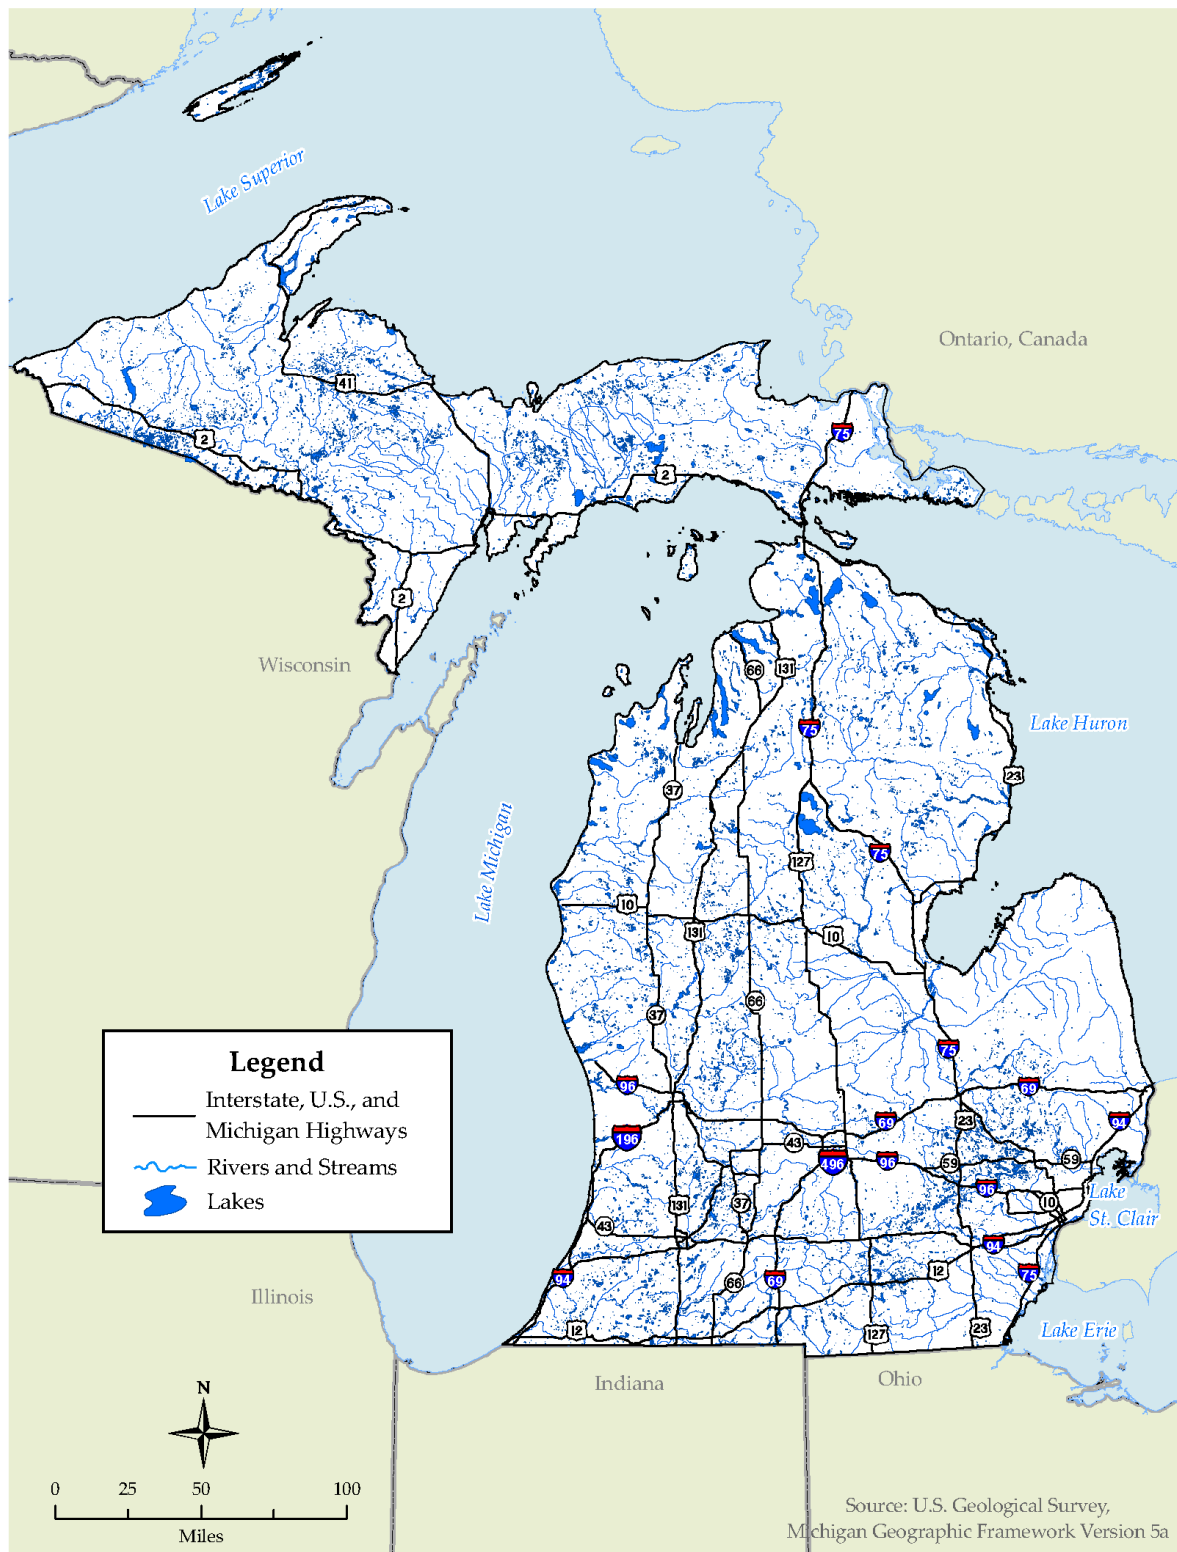 Lake Superior
Ontario, Canada
41
75
2
2
2
Wisconsin
66
131
Lake Huron
75
23
37
Lake Michigan
127
75
10
131
10
66
37
75
96
69
69
23
94
196
43
496
96
59
59
96
Lake
St. Clair
10
131
37
43
94
94
66
69
12
75
12
127
23
Lake Erie
Illinois
Indiana
Ohio
Legend
Interstate, U.S., and
Michigan Highways
Rivers and Streams
Lakes
N
0 25 50 100
Miles
Source: U.S. Geological Survey,
Michigan Geographic Framework Version 5a